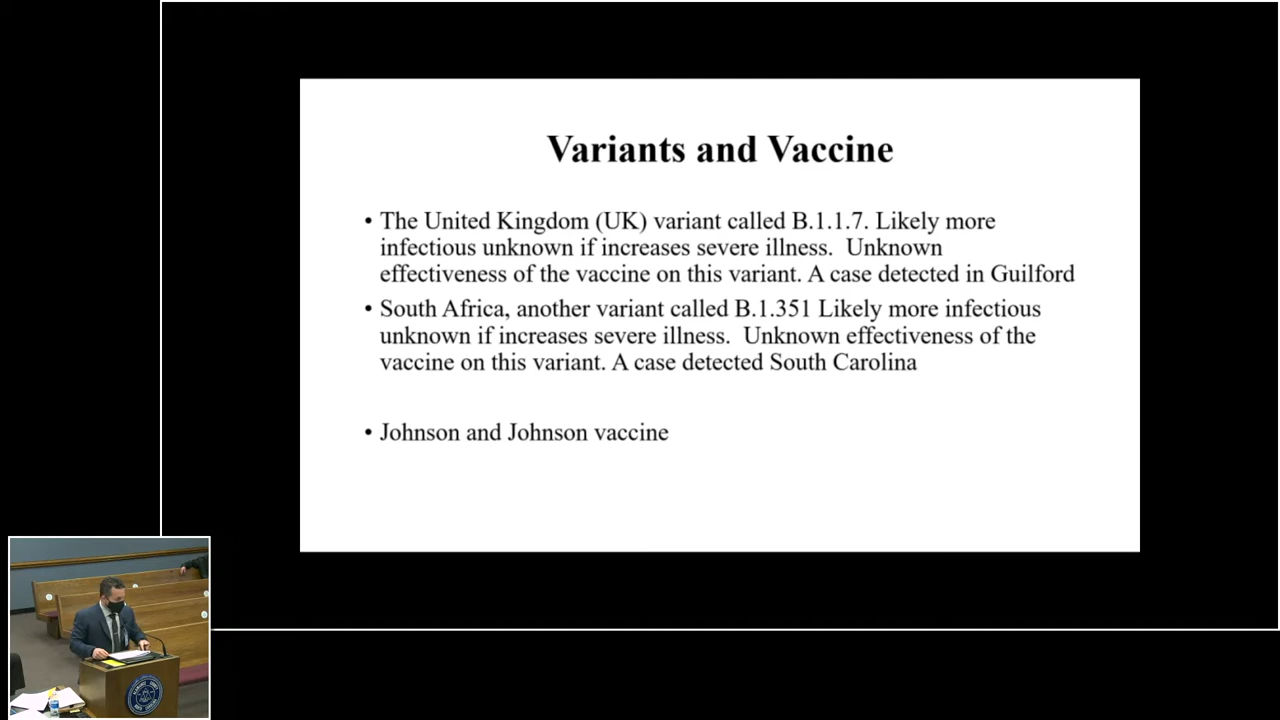 Variants and Vaccine
• The United Kingdom (UK) variant called B.1.1.7. Likely more
infectious unknown if increases severe illness.  Unknown
effectiveness of the vaccine on this variant. A case detected in Guilford
• South Africa, another variant called B.1.351 Likely more infectious
unknown if increases severe illness.  Unknown effectiveness of the
vaccine on this variant. A case detected South Carolina
• Johnson and Johnson vaccine